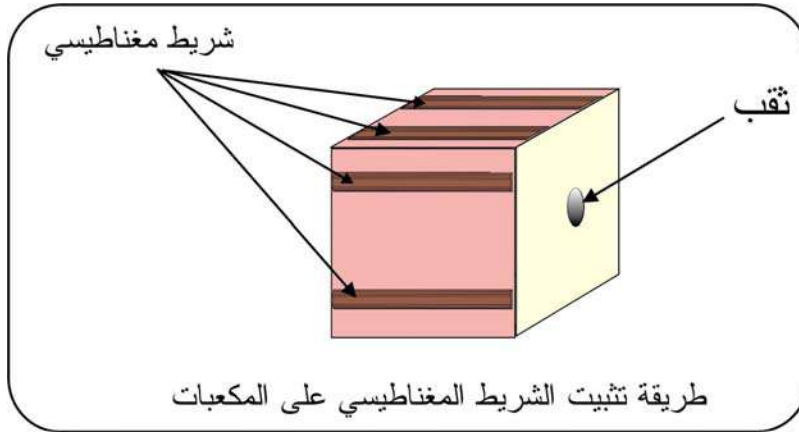 شريط مغناطيسي
ثقب
طريقة تثبيت الشريط المغناطيسي على المكعبات